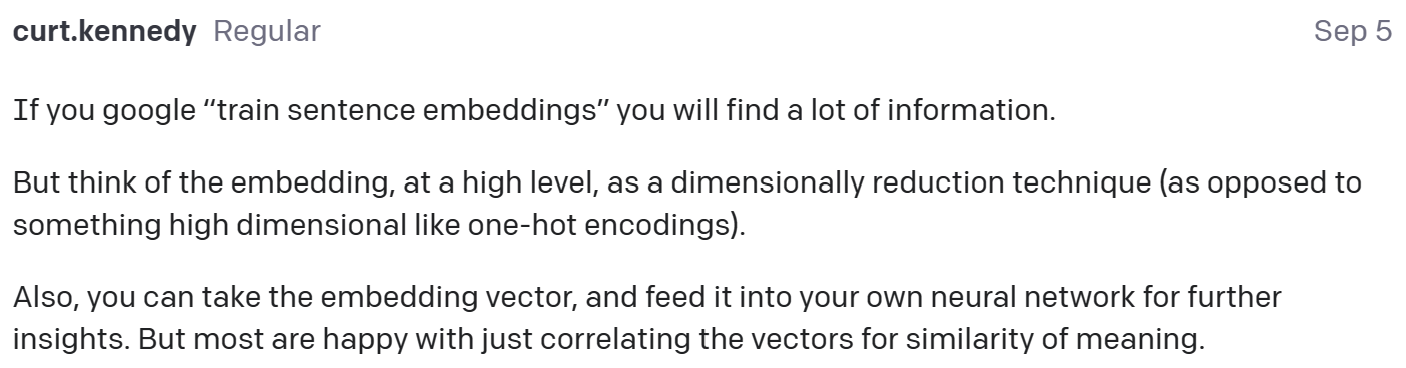 curt.kennedy Regular Sep 5
If you google “train sentence embeddings” you will find a lot of information.
But think of the embedding, at a high level, as a dimensionally reduction technique (as opposed to
something high dimensional like one-hot encodings).
Also, you can take the embedding vector, and feed it into your own neural network for further
insights. But most are happy with just correlating the vectors for similarity of meaning.